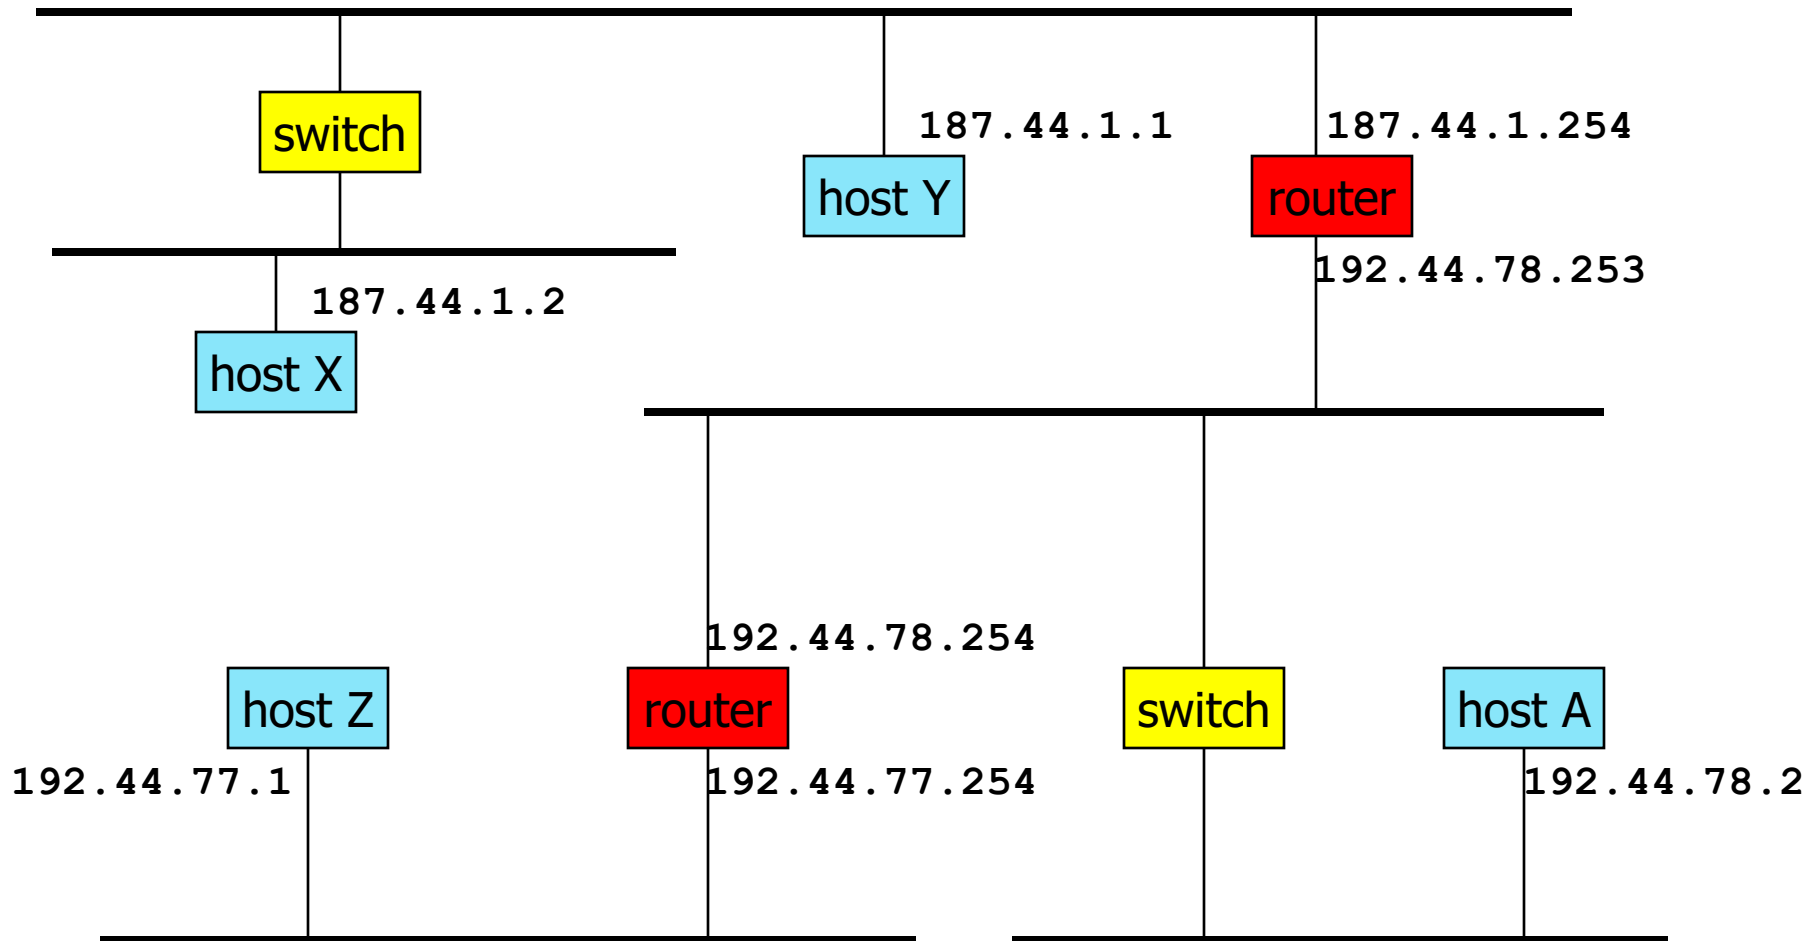 switch
187.44.1.1
187.44.1.254
host Y
router
192.44.78.253
187.44.1.2
host X
192.44.78.254
host Z
router
switch
host A
192.44.77.1
192.44.77.254
192.44.78.2